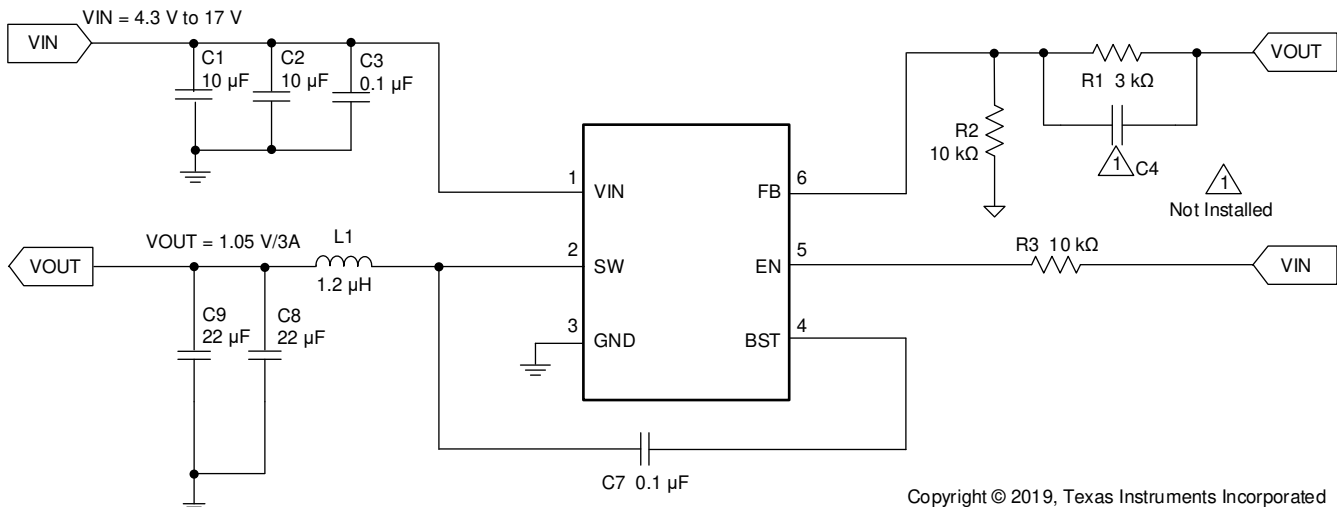 VIN = 4.3 V to 17 V
VIN
C1
10 µF
C2
10 µF
C3
0.1 µF
VOUT
R1 3 kΩ
R2
10 kΩ
1
C4
1
Not Installed
1
VIN
FB
6
VOUT = 1.05 V/3A
VOUT
L1
1.2 µH
2
SW
EN
5
R3 10 kΩ
VIN
C9
22 µF
C8
22 µF
3
GND
BST
4
C7 0.1 µF
Copyright © 2019, Texas Instruments Incorporated